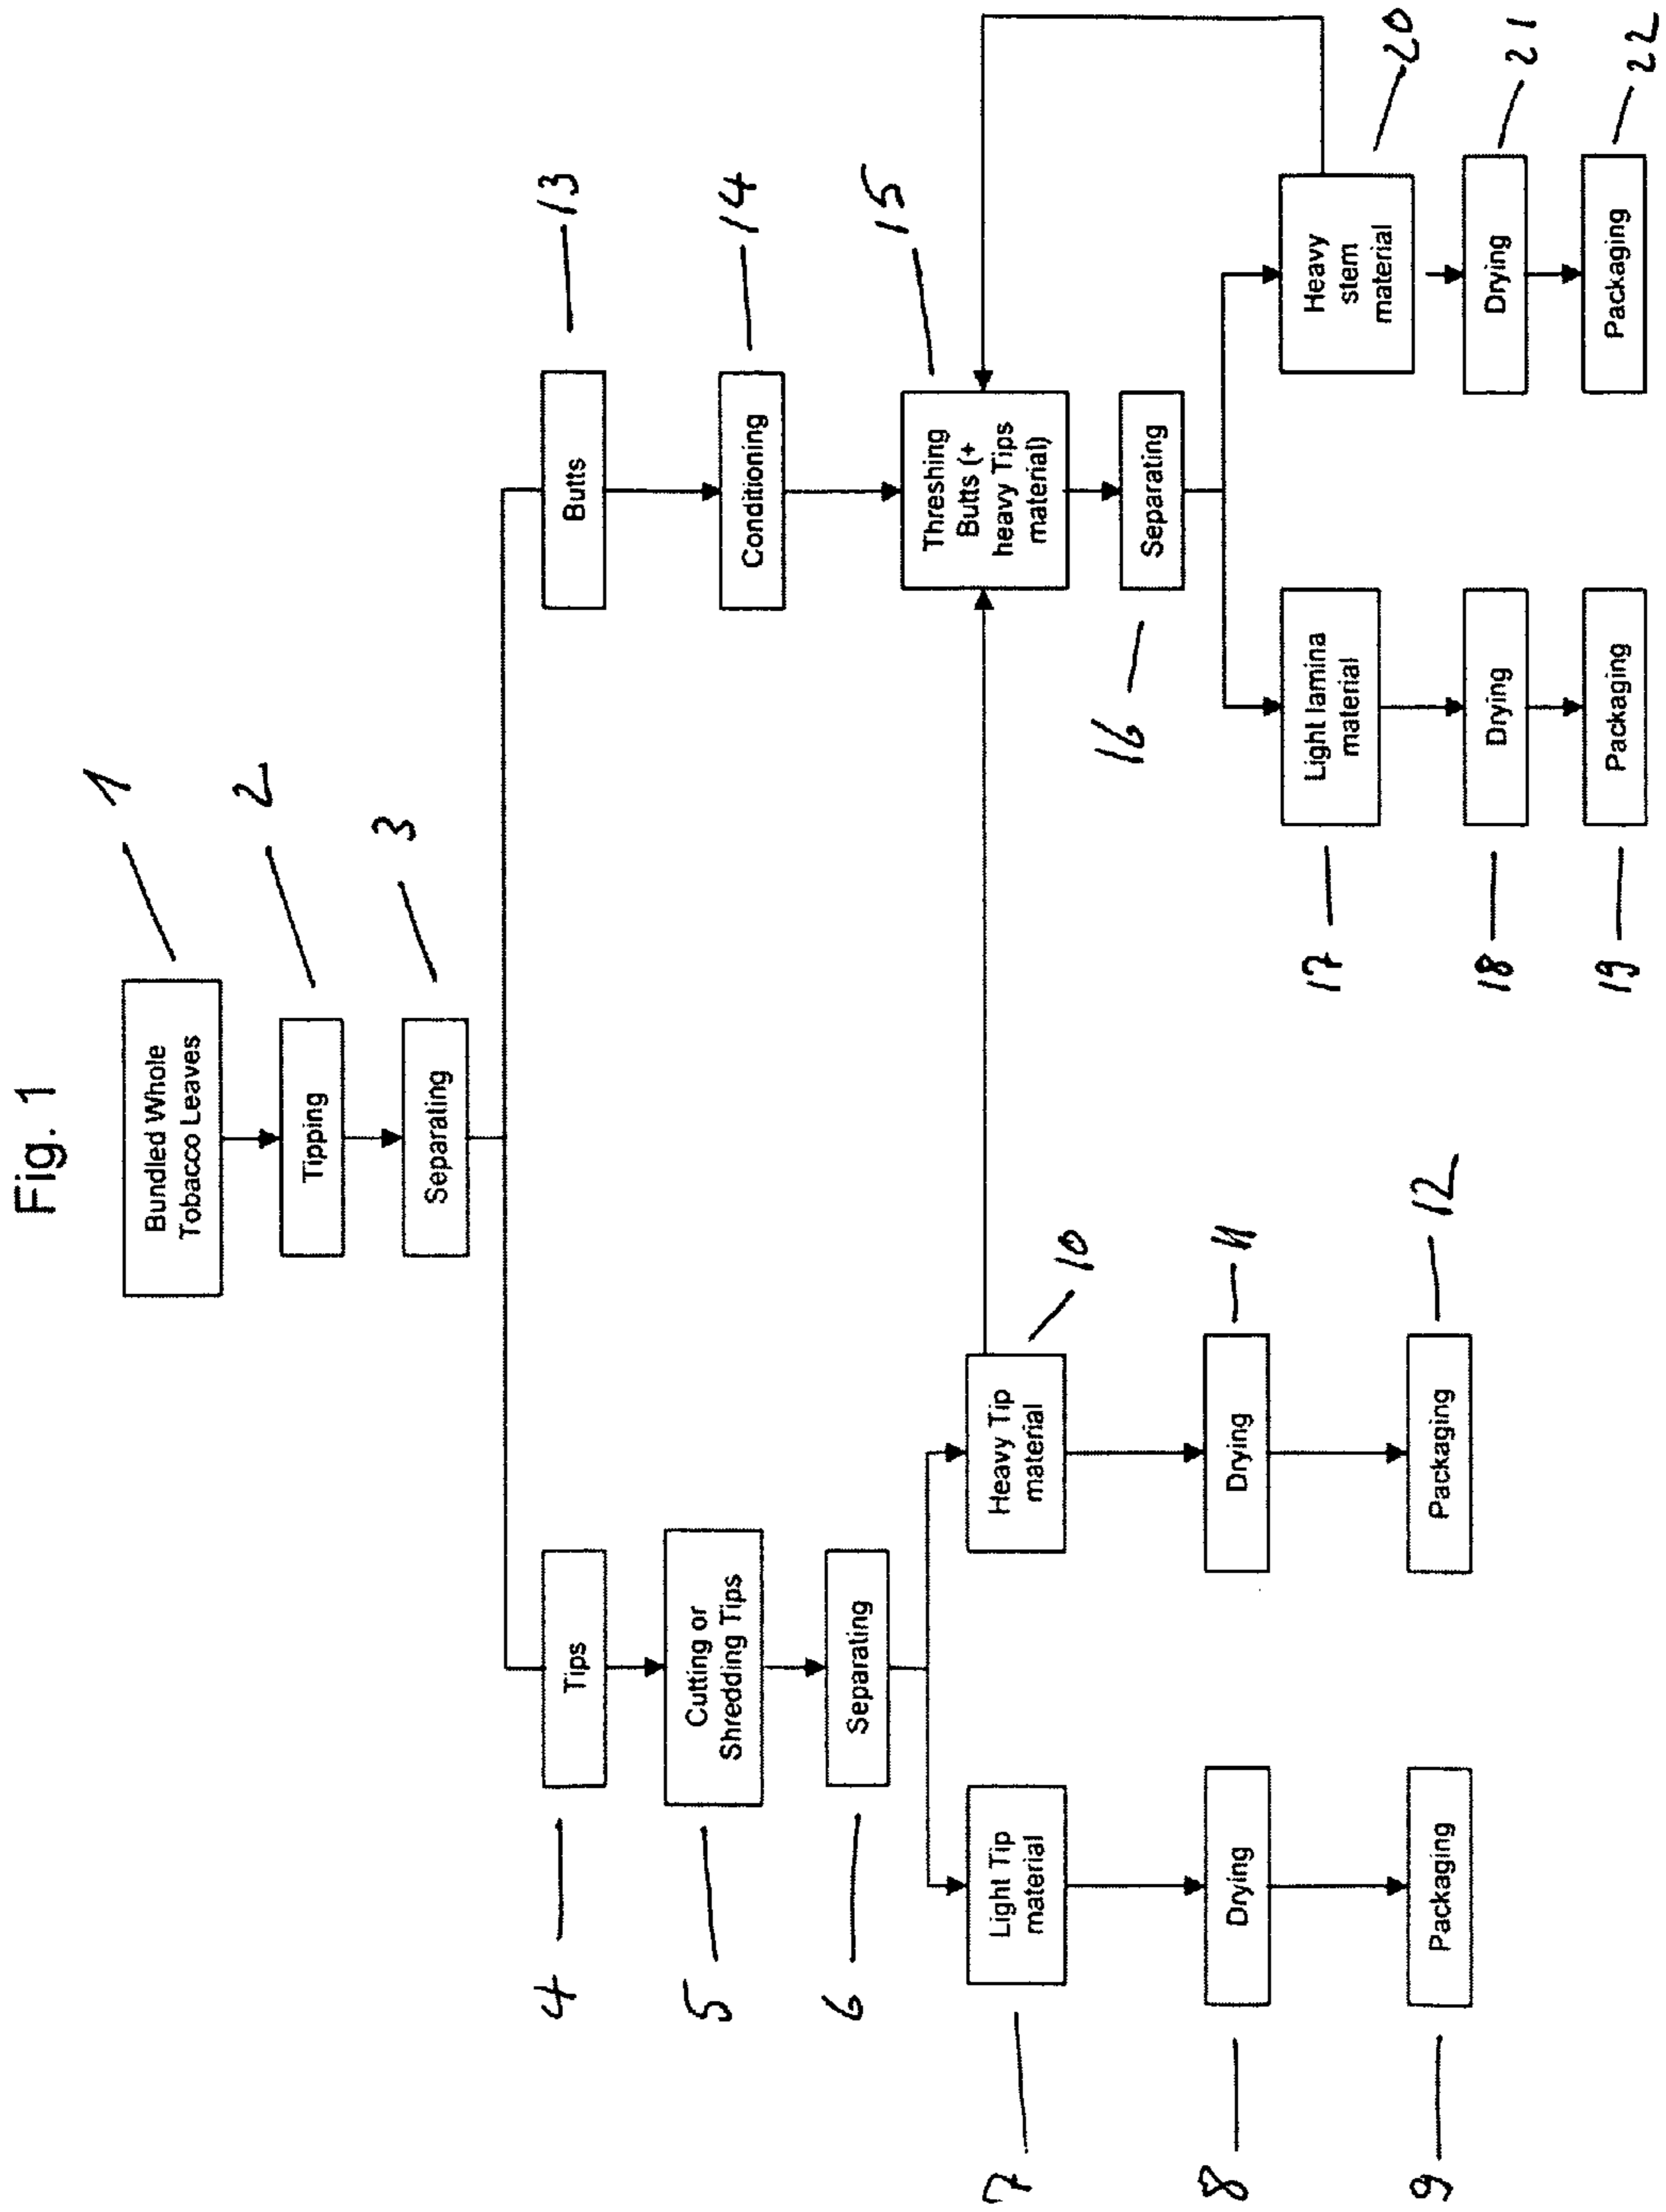 Fig. 1
Bundled Whole
Tobacco Leaves
1
Tipping
2
Separating
3
Tips
4
Cutting or
Shredding Tips
5
Separating
6
Light Tip
material
7
Drying
8
Packaging
9
Heavy Tip
material
10
Drying
11
Packaging
12
Butts
13
Conditioning
14
Threshing
Butts (+
heavy Tips
material)
15
Separating
16
Light lamina
material
17
Drying
18
Packaging
19
Heavy
stem
material
20
Drying
21
Packaging
22